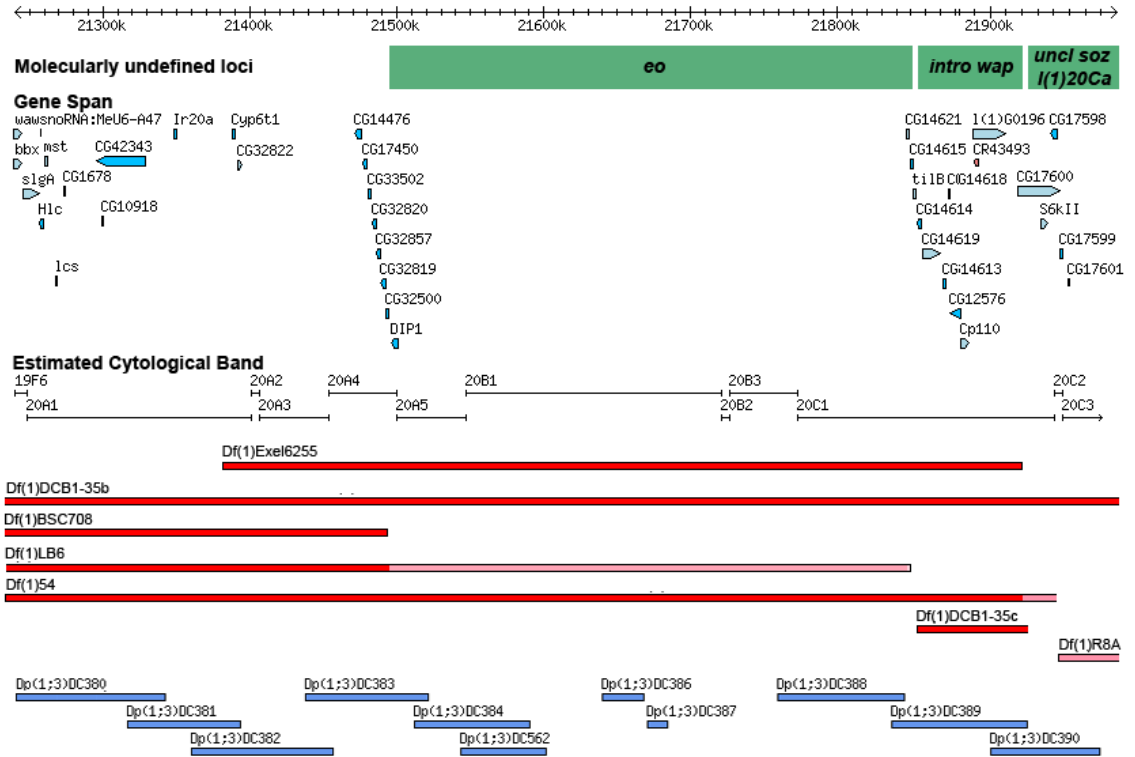 21300k 21400k 21500k 21600k 21700k 21800k 21900k
Molecularly undefined loci
eo
intro wap
uncl soz
l(1)20Ca
Gene Span
wawsnoRNA:MeU6-A47 Ir20a Cyp6t1 CG14476 CG14621 l(1)G0196 CG17598
bbx mst CG42343 CG32822 CG17450 CG14615 CR43493
slgA CG1678 CG33502 tilB CG14618 CG17600
Hlc CG10918 CG32820 CG14614 S6kII
CG32857 CG14619 CG17599
lcs CG32819 CG14613 CG17601
CG32500 CG12576
DIP1 Cp110
Estimated Cytological Band
19F6 20A2 20A4 20B1 20B3 20C2
20A1 20A3 20A5 20B2 20C1 20C3
Df(1)Exel6255
Df(1)DCB1-35b
Df(1)BSC708
Df(1)LB6
Df(1)54
Df(1)DCB1-35c
Df(1)R8A
Dp(1;3)DC380 Dp(1;3)DC383 Dp(1;3)DC386 Dp(1;3)DC388
Dp(1;3)DC381 Dp(1;3)DC384 Dp(1;3)DC387 Dp(1;3)DC389
Dp(1;3)DC382 Dp(1;3)DC562 Dp(1;3)DC390